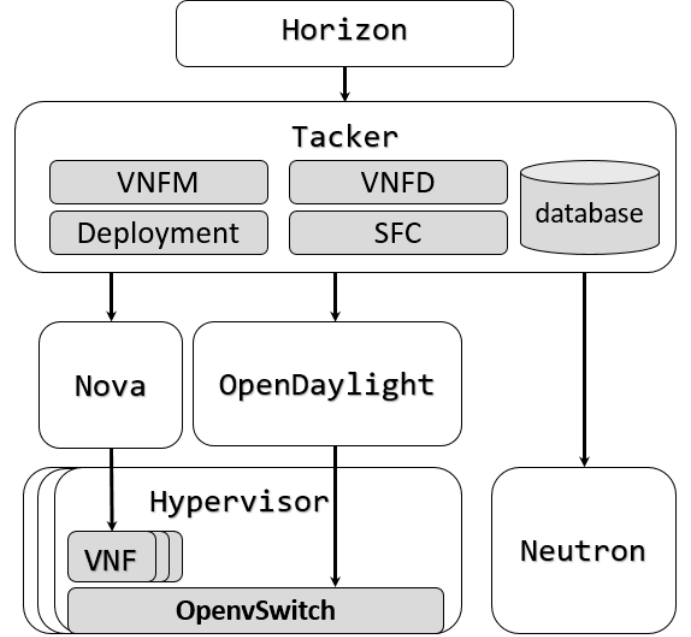 Horizon
Tacker
VNFM
VNFD
Deployment
SFC
database
Nova
OpenDaylight
Hypervisor
VNF
OpenvSwitch
Neutron